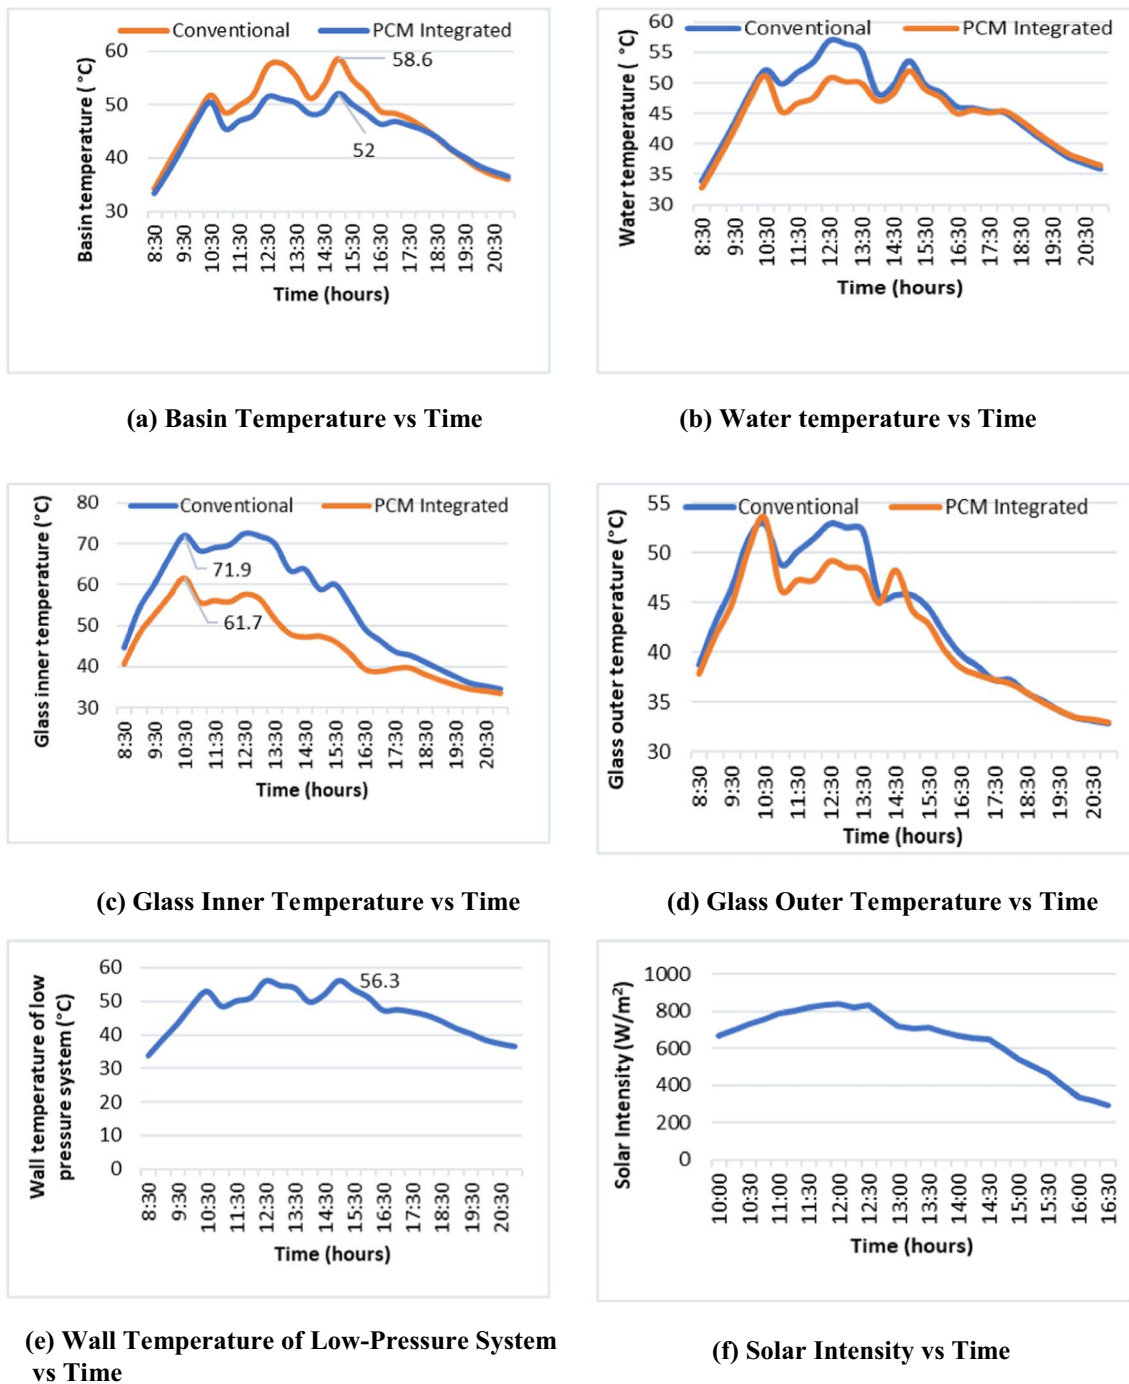 Conventional PCM Integrated
60
50
40
30
58.6
52
Basin temperature ( °C)
8:30 9:30 10:30 11:30 12:30 13:30 14:30 15:30 16:30 17:30 18:30 19:30 20:30
Time (hours)
(a) Basin Temperature vs Time
Conventional PCM Integrated
60
55
50
45
40
35
30
Water temperature ( °C)
8:30 9:30 10:30 11:30 12:30 13:30 14:30 15:30 16:30 17:30 18:30 19:30 20:30
Time (hours)
(b) Water temperature vs Time
Conventional PCM Integrated
80
70
60
50
40
30
71.9
61.7
Glass inner temperature (°C)
8:30 9:30 10:30 11:30 12:30 13:30 14:30 15:30 16:30 17:30 18:30 19:30 20:30
Time (hours)
(c) Glass Inner Temperature vs Time
Conventional PCM Integrated
55
50
45
40
35
30
Glass outer temperature (°C)
8:30 9:30 10:30 11:30 12:30 13:30 14:30 15:30 16:30 17:30 18:30 19:30 20:30
Time (hours)
(d) Glass Outer Temperature vs Time
60
50
40
30
20
10
0
56.3
Wall temperature of low
pressure system (°C)
8:30 9:30 10:30 11:30 12:30 13:30 14:30 15:30 16:30 17:30 18:30 19:30 20:30
Time (hours)
(e) Wall Temperature of Low-Pressure System
vs Time
1000
800
600
400
200
0
Solar Intensity (W/m²)
10:00 10:30 11:00 11:30 12:00 12:30 13:00 13:30 14:00 14:30 15:00 15:30 16:00 16:30
Time (hours)
(f) Solar Intensity vs Time